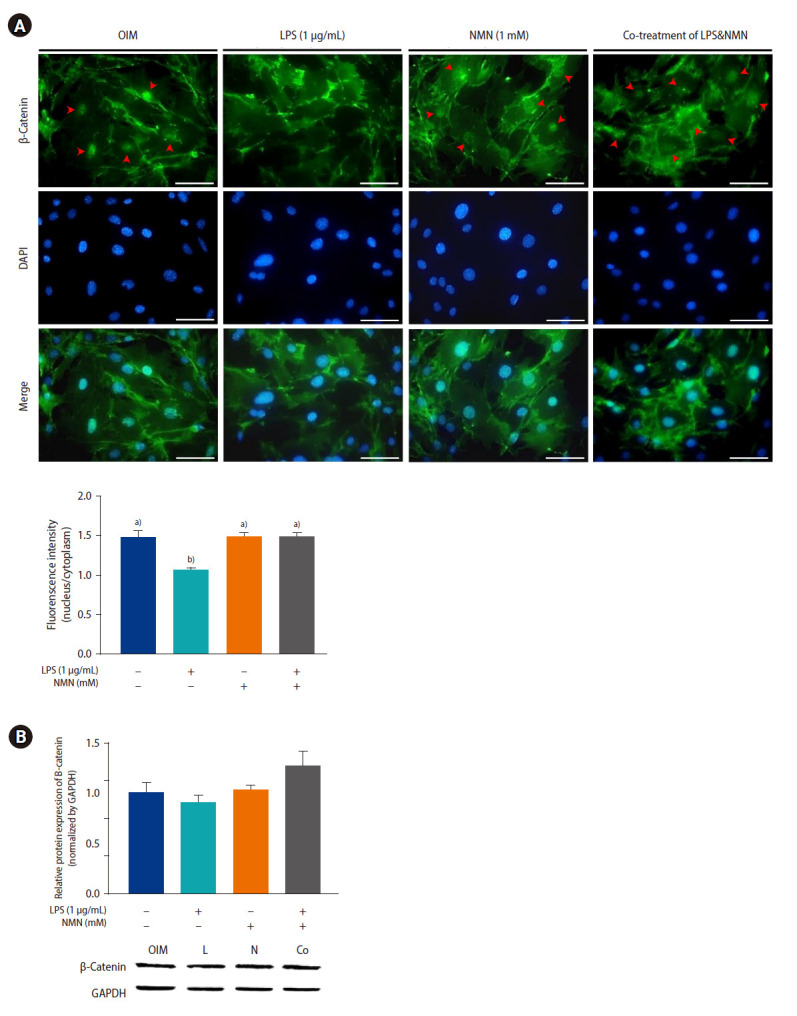 A
OIM
LPS (1 μg/mL)
NMN (1 mM)
Co-treatment of LPS&NMN
β-Catenin
DAPI
Merge
Fluorescence intensity
(nucleus/cytoplasm)
2.0
1.5
1.0
0.5
0.0
a)
b)
a)
a)
LPS (1 μg/mL) – + – +
NMN (mM) – – + +
B
Relative protein expression of B-catenin
(normalized by GAPDH)
1.5
1.0
0.5
0.0
LPS (1 μg/mL) – + – +
NMN (mM) – – + +
OIM L N Co
β-Catenin
GAPDH